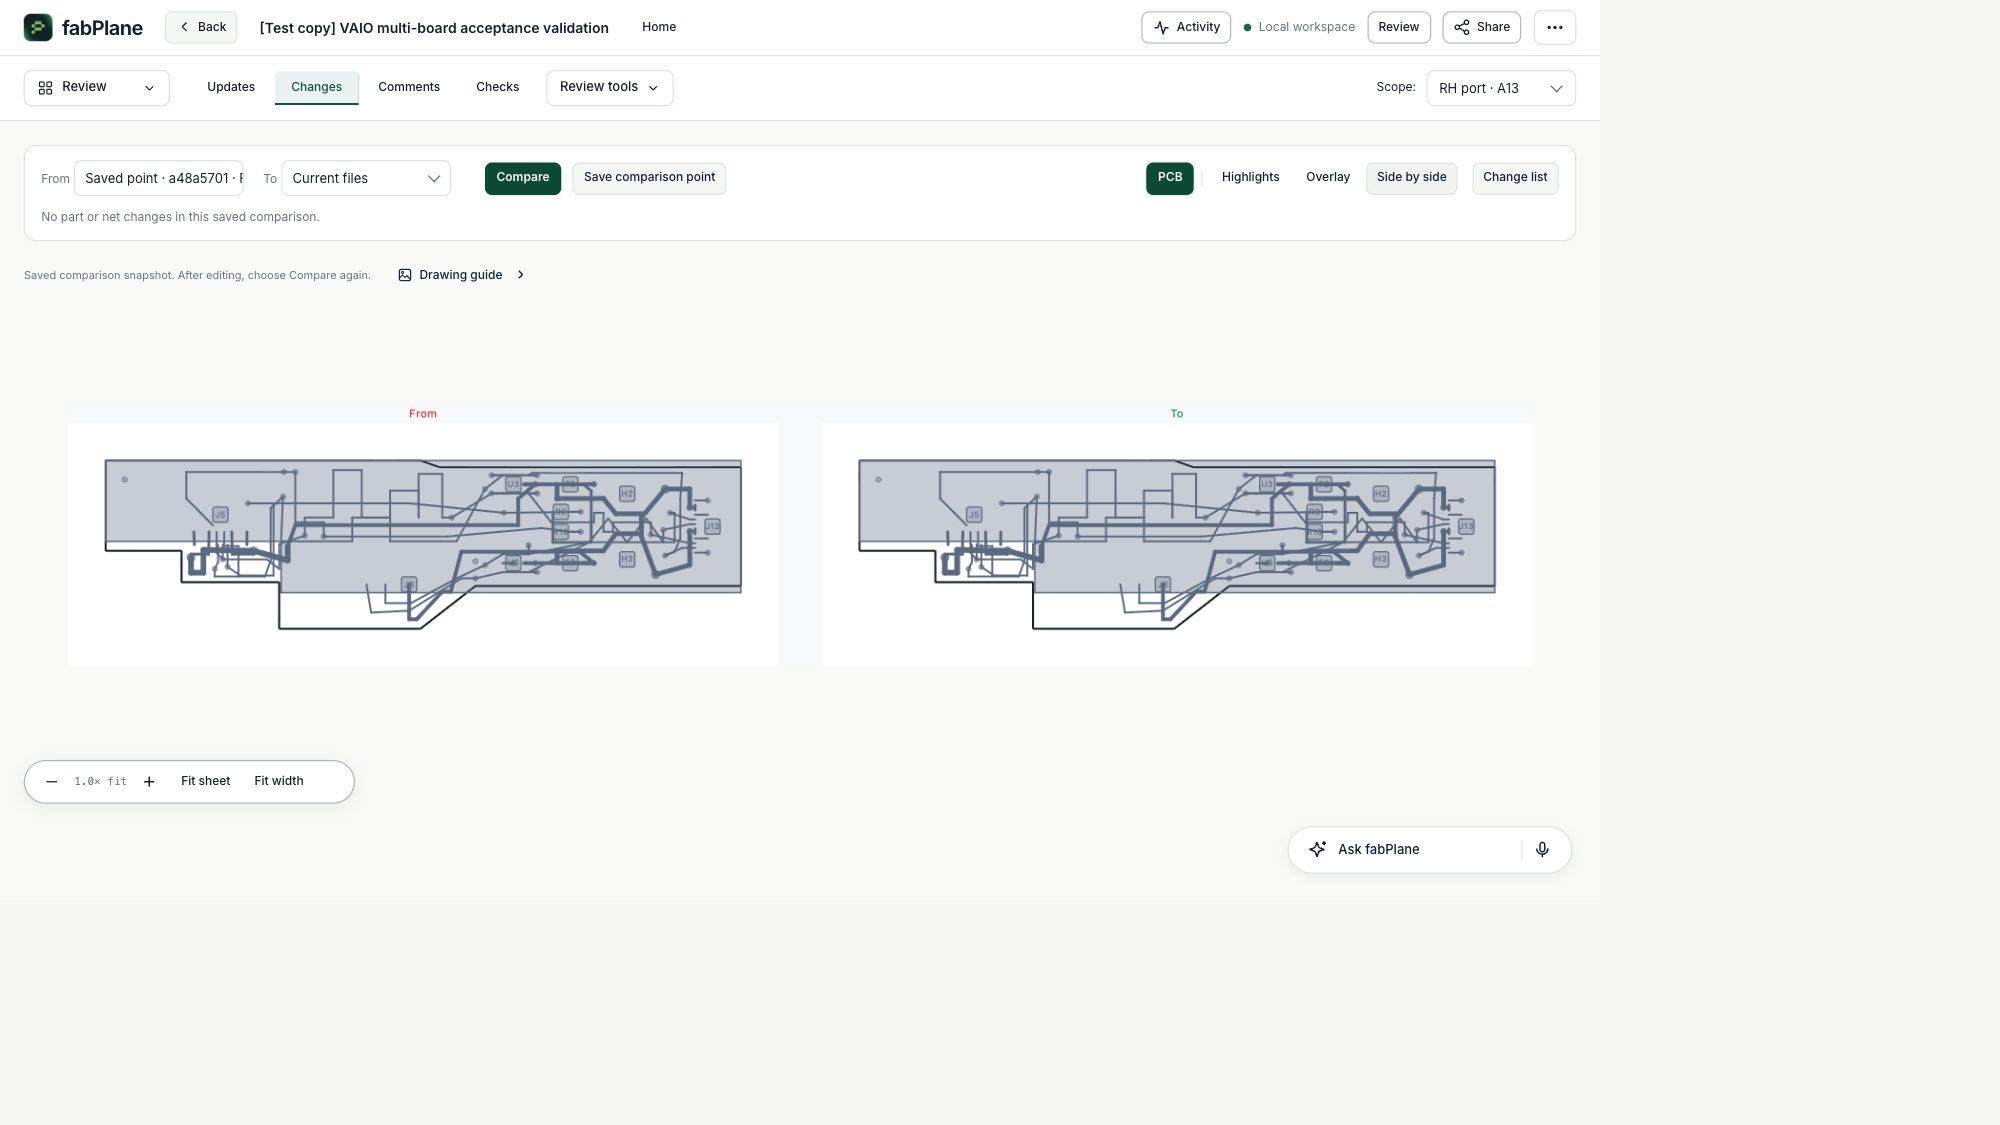 fabPlane
Back
[Test copy] VAIO multi-board acceptance validation
Home
Activity
Local workspace
Review
Share
Review
Updates
Changes
Comments
Checks
Review tools
Scope:
RH port · A13
From
Saved point · a48a5701 ·
To
Current files
Compare
Save comparison point
PCB
Highlights
Overlay
Side by side
Change list
No part or net changes in this saved comparison.
Saved comparison snapshot. After editing, choose Compare again.
Drawing guide
From
To
U3
H2
J5
R9
J13
H3
U3
H2
J5
R9
J13
H3
1.0× fit
Fit sheet
Fit width
Ask fabPlane